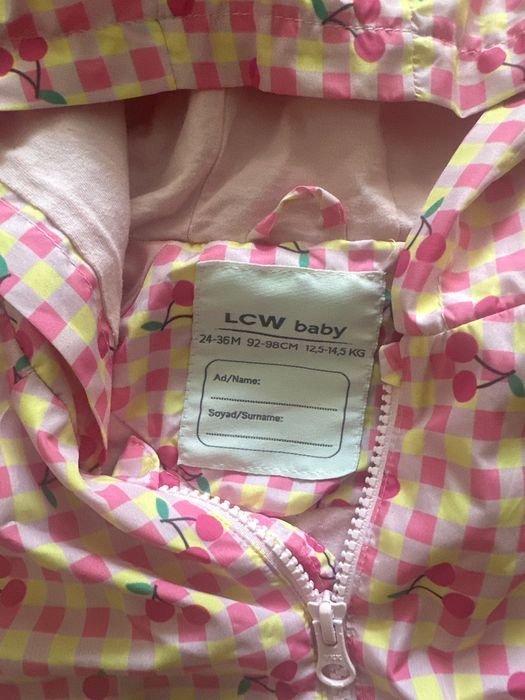 LCW baby
24-36M 92-98CM 12,5-14,5 KG
Ad/Name:
Soyad/Surname: